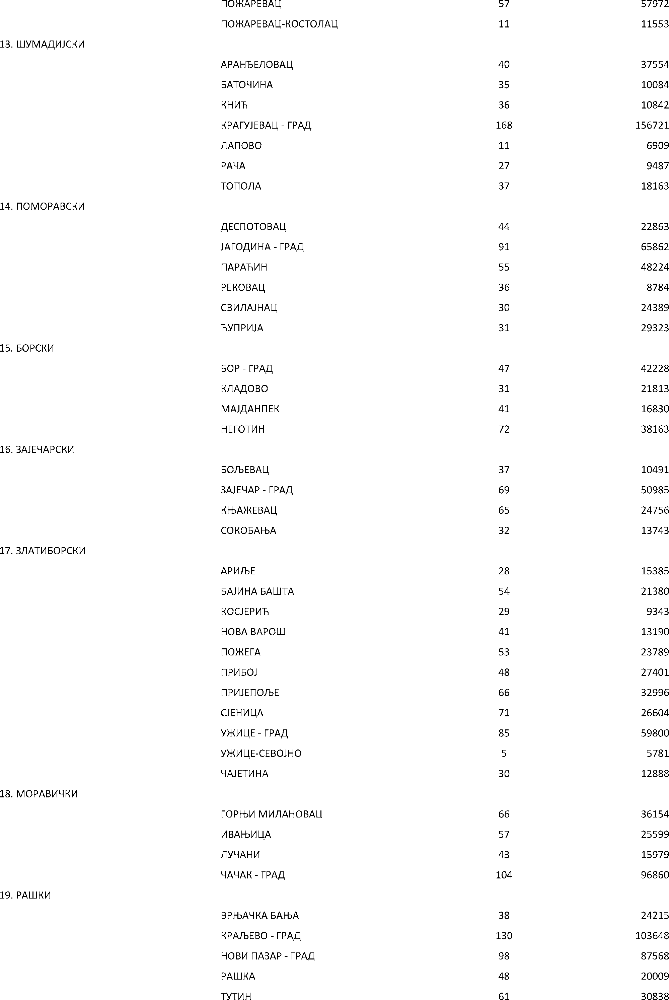 ПОЖАРЕВАЦ 57 57972
ПОЖАРЕВАЦ-КОСТОЛАЦ 11 11553
13. ШУМАДИЈСКИ
АРАНЂЕЛОВАЦ 40 37554
БАТОЧИНА 35 10084
КНИЋ 36 10842
КРАГУЈЕВАЦ - ГРАД 168 156721
ЛАПОВО 11 6909
РАЧА 27 9487
ТОПОЛА 37 18163
14. ПОМОРАВСКИ
ДЕСПОТОВАЦ 44 22863
ЈАГОДИНА - ГРАД 91 65862
ПАРАЋИН 55 48224
РЕКОВАЦ 36 8784
СВИЛАЈНАЦ 30 24389
ЋУПРИЈА 31 29323
15. БОРСКИ
БОР - ГРАД 47 42228
КЛАДОВО 31 21813
МАЈДАНПЕК 41 16830
НЕГОТИН 72 38163
16. ЗАЈЕЧАРСКИ
БОЉЕВАЦ 37 10491
ЗАЈЕЧАР - ГРАД 69 50985
КЊАЖЕВАЦ 65 24756
СОКОБАЊА 32 13743
17. ЗЛАТИБОРСКИ
АРИЉЕ 28 15385
БАЈИНА БАШТА 54 21380
КОСЈЕРИЋ 29 9343
НОВА ВАРОШ 41 13190
ПОЖЕГА 53 23789
ПРИБОЈ 48 27401
ПРИЈЕПОЉЕ 66 32996
СЈЕНИЦА 71 26604
УЖИЦЕ - ГРАД 85 59800
УЖИЦЕ-СЕВОЈНО 5 5781
ЧАЈЕТИНА 30 12888
18. МОРАВИЧКИ
ГОРЊИ МИЛАНОВАЦ 66 36154
ИВАЊИЦА 57 25599
ЛУЧАНИ 43 15979
ЧАЧАК - ГРАД 104 96860
19. РАШКИ
ВРЊАЧКА БАЊА 38 24215
КРАЉЕВО - ГРАД 130 103648
НОВИ ПАЗАР - ГРАД 98 87568
РАШКА 48 20009
ТУТИН 61 30838